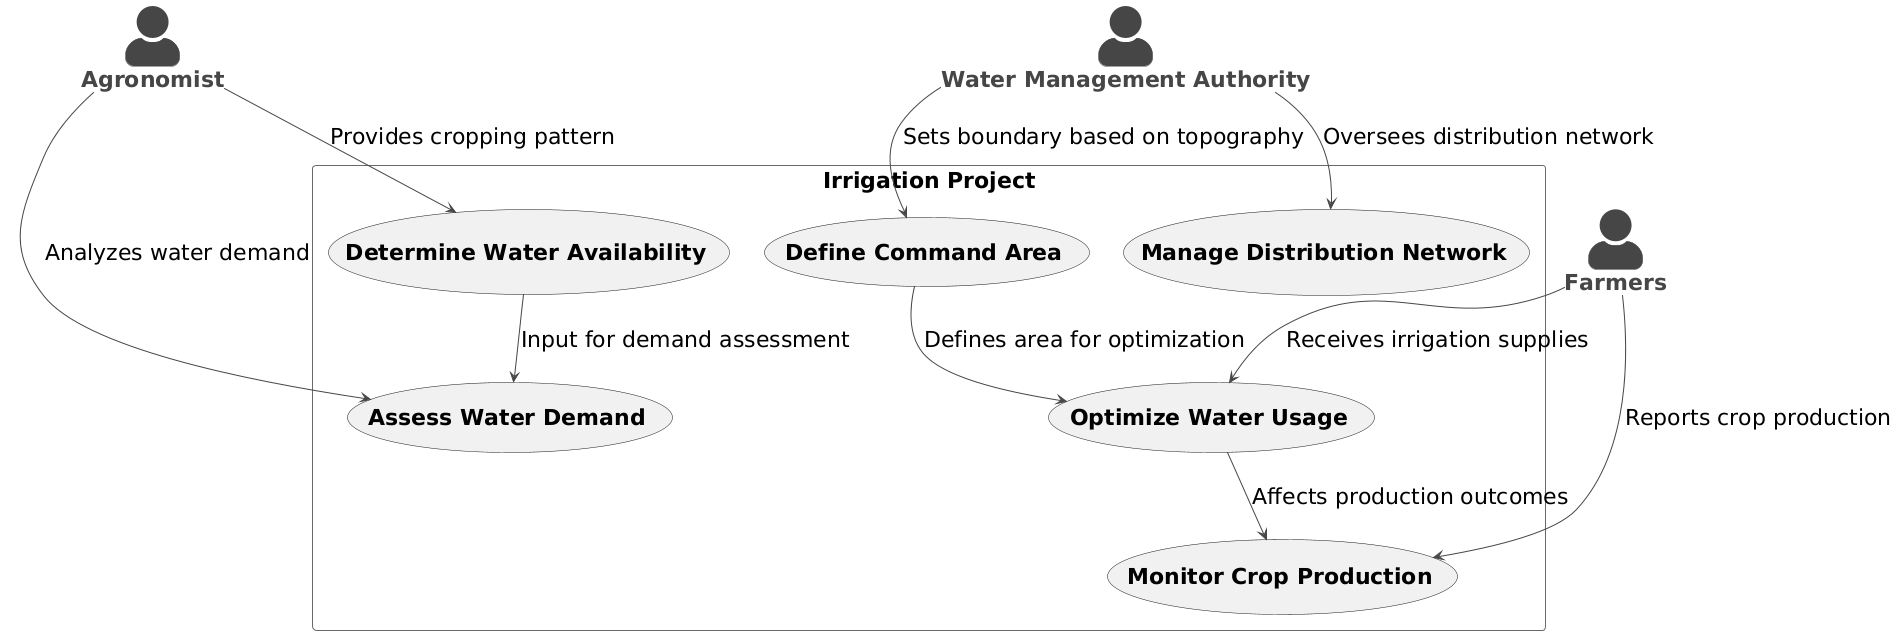 Agronomist
Water Management Authority
Provides cropping pattern
Sets boundary based on topography
Oversees distribution network
Irrigation Project
Analyzes water demand
Determine Water Availability
Define Command Area
Manage Distribution Network
Farmers
Input for demand assessment
Defines area for optimization
Receives irrigation supplies
Assess Water Demand
Optimize Water Usage
Reports crop production
Affects production outcomes
Monitor Crop Production